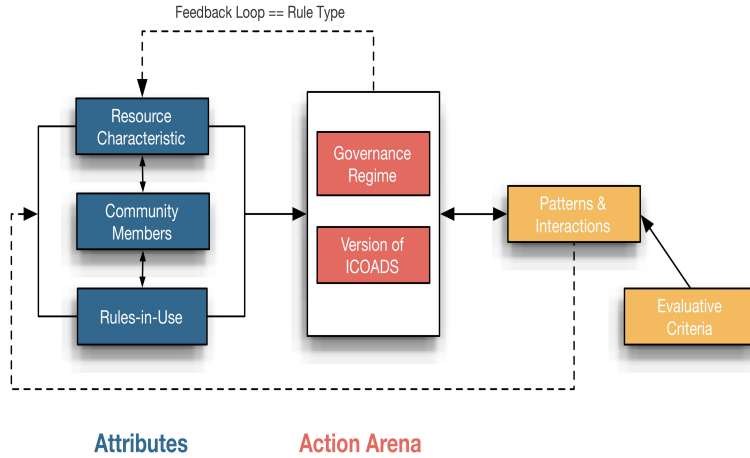 Feedback Loop == Rule Type
Resource
Characteristic
Community
Members
Rules-in-Use
Governance
Regime
Version of
ICOADS
Patterns &
Interactions
Evaluative
Criteria
Attributes
Action Arena